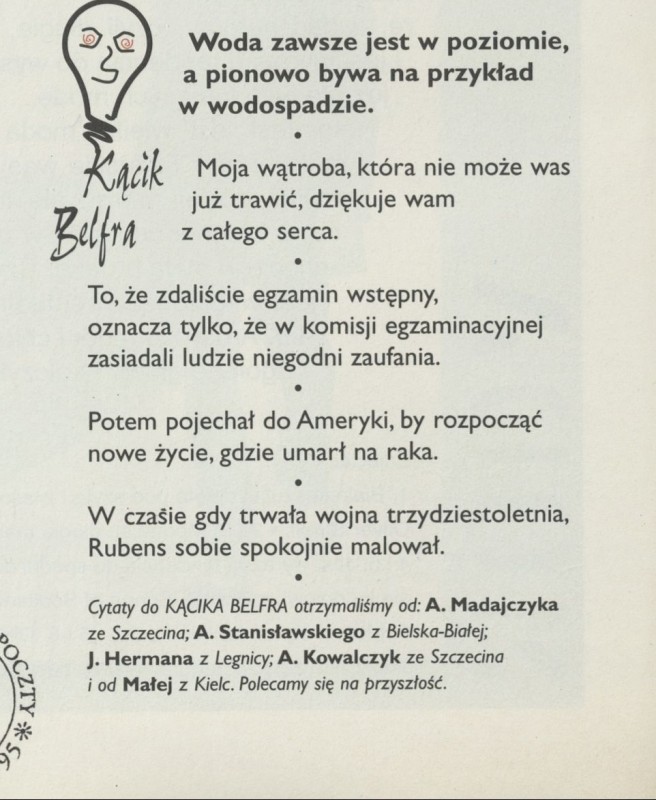 Woda zawsze jest w poziomie,
a pionowo bywa na przykład
w wodospadzie.
•
Kącik
Belfra
Moja wątroba, która nie może was
już trawić, dziękuje wam
z całego serca.
•
To, że zdaliście egzamin wstępny,
oznacza tylko, że w komisji egzaminacyjnej
zasiadali ludzie niegodni zaufania.
•
Potem pojechał do Ameryki, by rozpocząć
nowe życie, gdzie umarł na raka.
•
W czasie gdy trwała wojna trzydziestoletnia,
Rubens sobie spokojnie malował.
•
Cytaty do KĄCIKA BELFRA otrzymaliśmy od: A. Madajczyka
ze Szczecina; A. Stanisławskiego z Bielska-Białej;
J. Hermana z Legnicy; A. Kowalczyk ze Szczecina
i od Małej z Kielc. Polecamy się na przyszłość.
POCZTY * 95